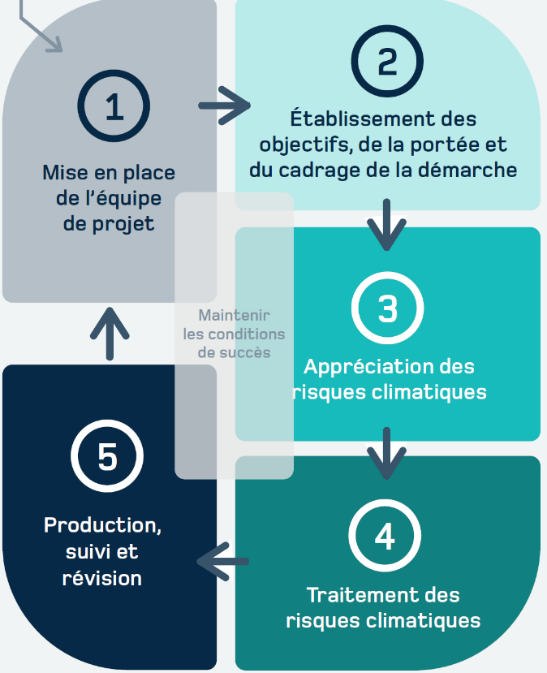 1
Mise en place
de l'équipe
de projet
2
Établissement des
objectifs, de la portée et
du cadrage de la démarche
Maintenir
les conditions
de succès
3
Appréciation des
risques climatiques
4
Traitement des
risques climatiques
5
Production,
suivi et
révision